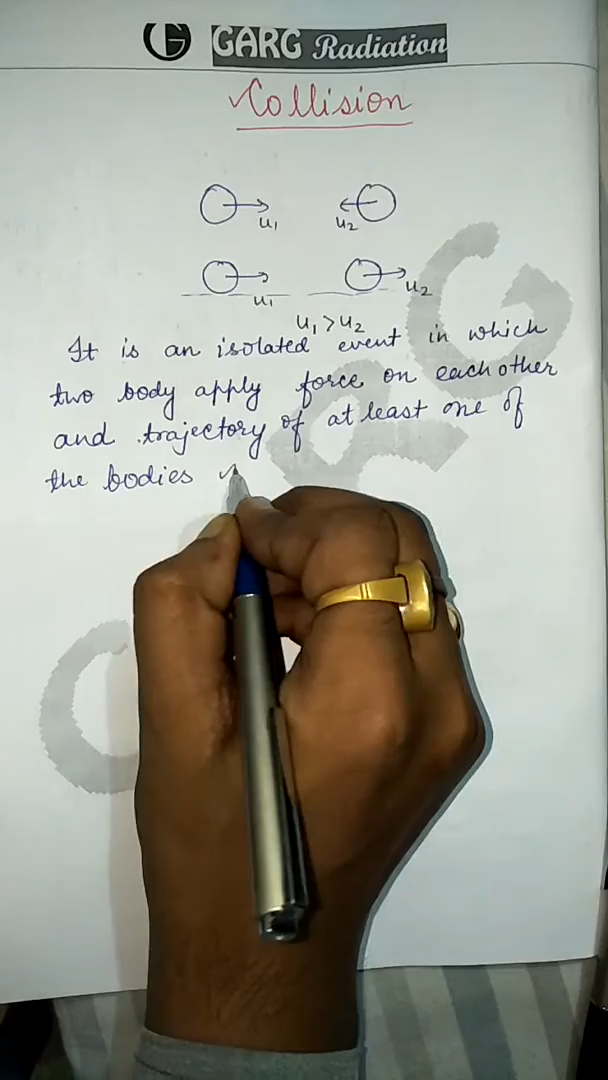 G GARG Radiation
Collision
u₁ u₂
u₁ u₂
u₁ > u₂
It is an isolated event in which
two body apply force on each other
and trajectory of at least one of
the bodies